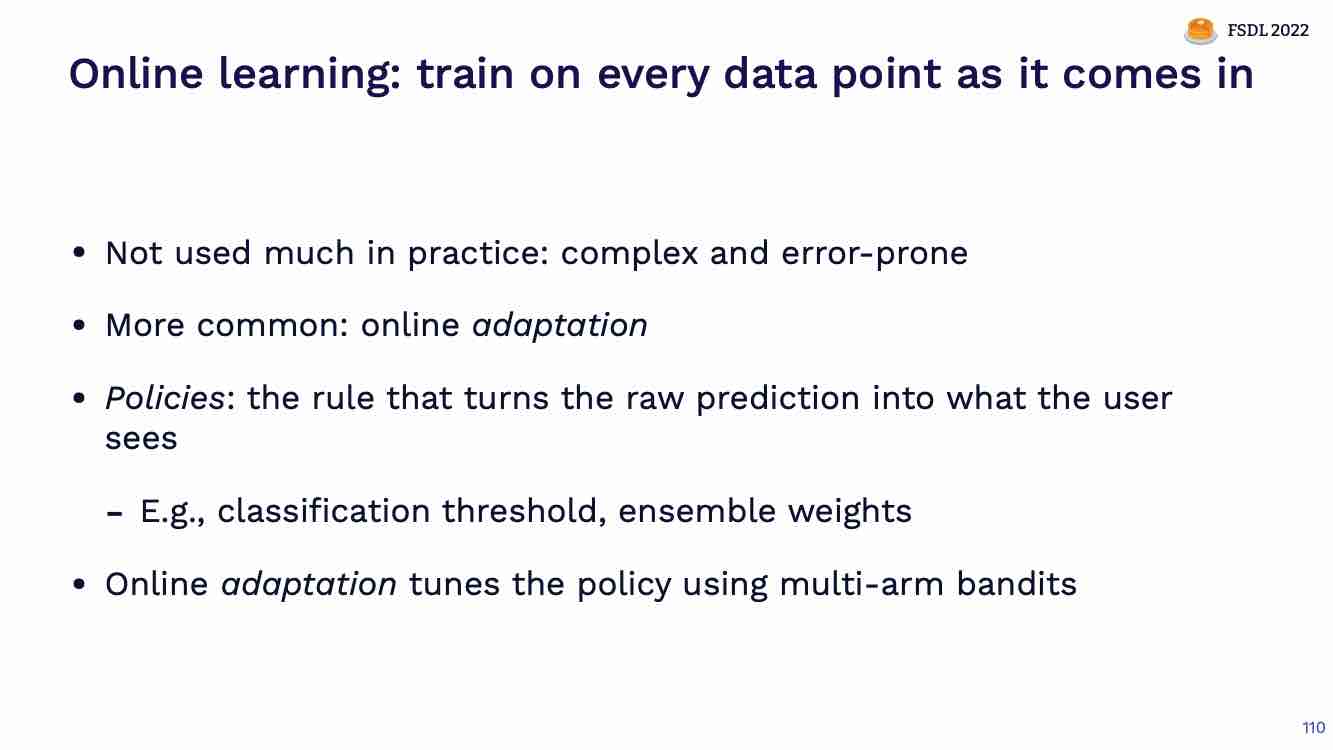 FSDL 2022
Online learning: train on every data point as it comes in
• Not used much in practice: complex and error-prone
• More common: online adaptation
• Policies: the rule that turns the raw prediction into what the user
sees
– E.g., classification threshold, ensemble weights
• Online adaptation tunes the policy using multi-arm bandits
110